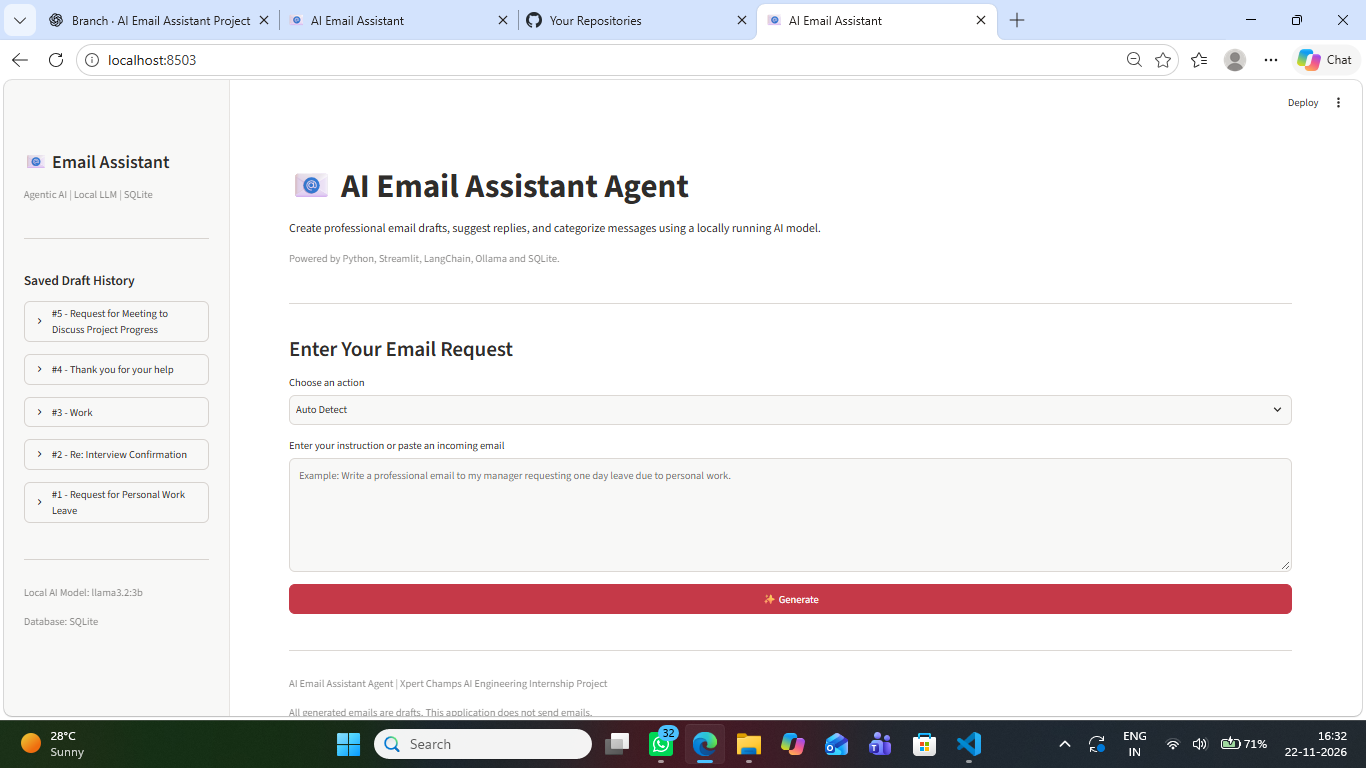 Branch · AI Email Assistant Project
AI Email Assistant
Your Repositories
AI Email Assistant
localhost:8503
Chat
Deploy
Email Assistant
Agentic AI | Local LLM | SQLite
Saved Draft History
#5 - Request for Meeting to
Discuss Project Progress
#4 - Thank you for your help
#3 - Work
#2 - Re: Interview Confirmation
#1 - Request for Personal Work
Leave
Local AI Model: llama3.2:3b
Database: SQLite
AI Email Assistant Agent
Create professional email drafts, suggest replies, and categorize messages using a locally running AI model.
Powered by Python, Streamlit, LangChain, Ollama and SQLite.
Enter Your Email Request
Choose an action
Auto Detect
Enter your instruction or paste an incoming email
Example: Write a professional email to my manager requesting one day leave due to personal work.
✨ Generate
AI Email Assistant Agent | Xpert Champs AI Engineering Internship Project
All generated emails are drafts. This application does not send emails.
28°C
Sunny
Search
32
ENG
IN
71%
16:32
22-11-2026